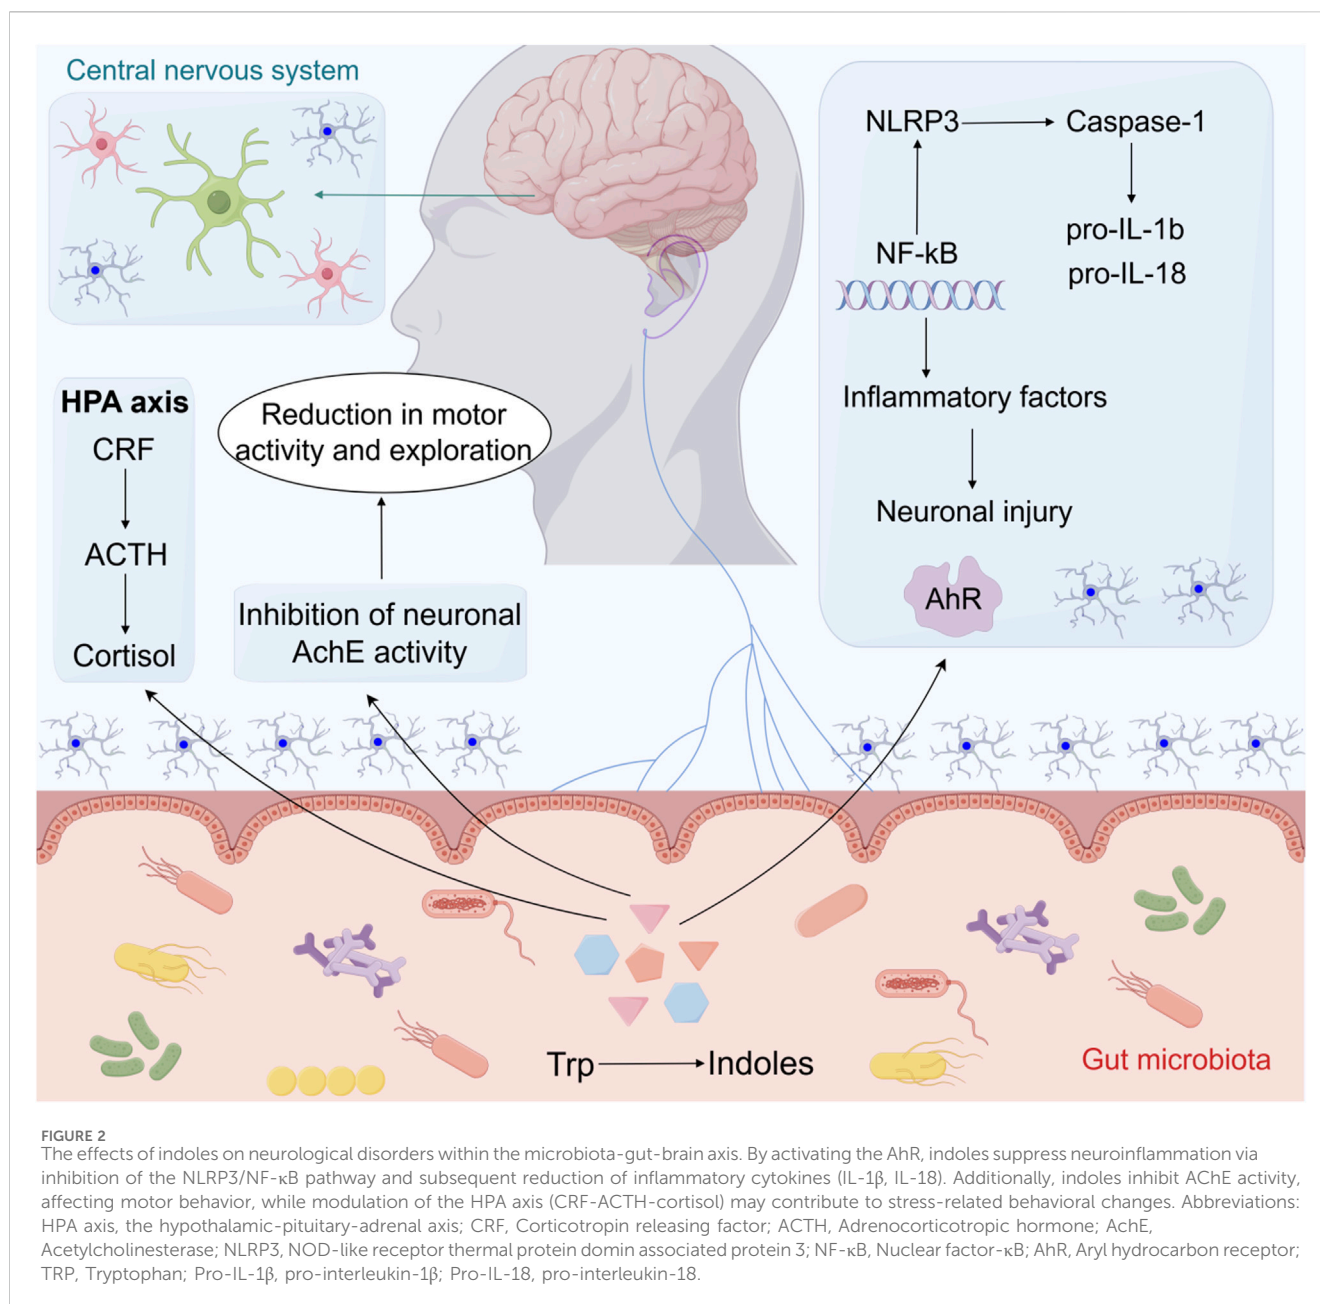 Central nervous system
NLRP3
Caspase-1
pro-IL-1b
pro-IL-18
NF-kB
Inflammatory factors
Neuronal injury
AhR
HPA axis
CRF
ACTH
Cortisol
Reduction in motor
activity and exploration
Inhibition of neuronal
AchE activity
Trp
Indoles
Gut microbiota
FIGURE 2
The effects of indoles on neurological disorders within the microbiota-gut-brain axis. By activating the AhR, indoles suppress neuroinflammation via
inhibition of the NLRP3/NF-κB pathway and subsequent reduction of inflammatory cytokines (IL-1β, IL-18). Additionally, indoles inhibit AChE activity,
affecting motor behavior, while modulation of the HPA axis (CRF-ACTH-cortisol) may contribute to stress-related behavioral changes. Abbreviations:
HPA axis, the hypothalamic-pituitary-adrenal axis; CRF, Corticotropin releasing factor; ACTH, Adrenocorticotropic hormone; AchE,
Acetylcholinesterase; NLRP3, NOD-like receptor thermal protein domin associated protein 3; NF-κB, Nuclear factor-κB; AhR, Aryl hydrocarbon receptor;
TRP, Tryptophan; Pro-IL-1β, pro-interleukin-1β; Pro-IL-18, pro-interleukin-18.